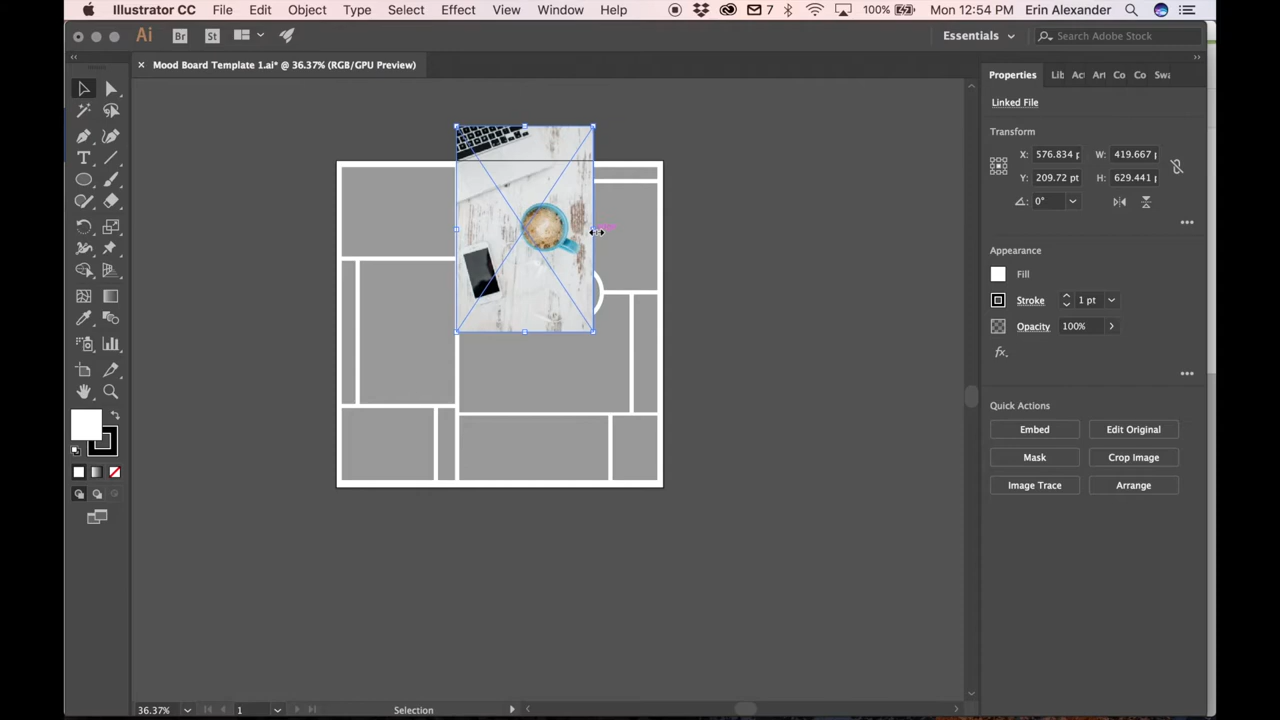 Illustrator CC File Edit Object Type Select Effect View Window Help 7 100% Mon 12:54 PM Erin Alexander
Ai Br St Essentials Search Adobe Stock
Mood Board Template 1.ai* @ 36.37% (RGB/GPU Preview)
Properties Lib Act Art Co Co Swa
Linked File
Transform
X: 576.834 p W: 419.667 p
Y: 209.72 pt H: 629.441 p
0°
Appearance
Fill
Stroke 1 pt
Opacity 100%
fx.
Quick Actions
Embed Edit Original
Mask Crop Image
Image Trace Arrange
T
36.37% 1 Selection